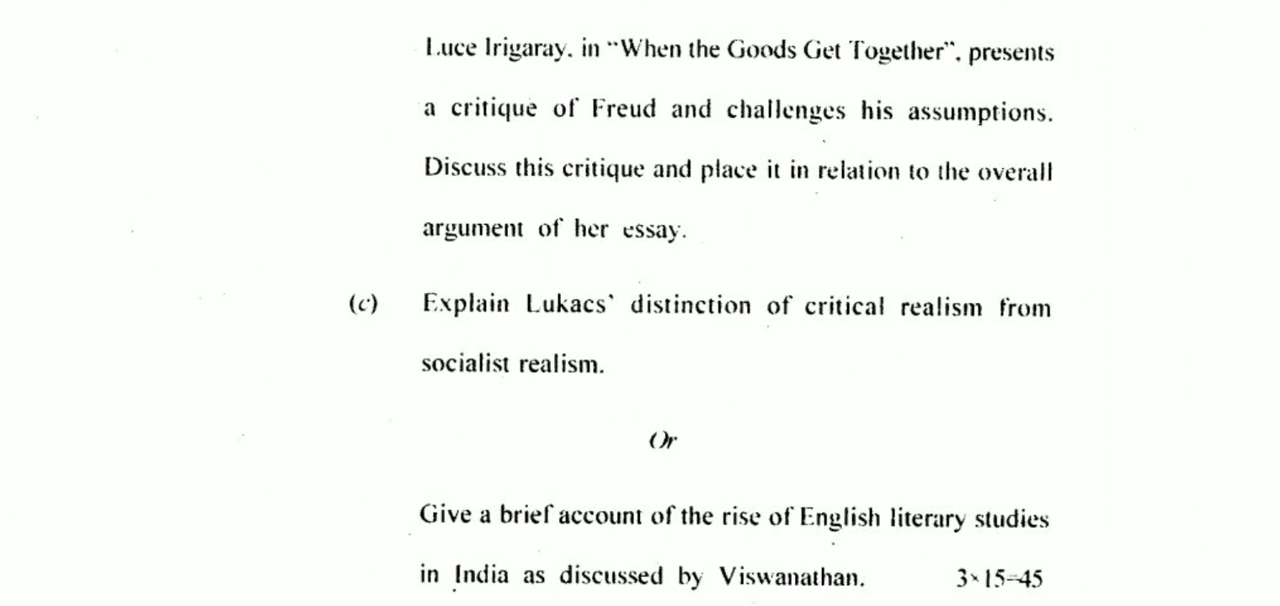 Luce Irigaray, in "When the Goods Get Together", presents
a critique of Freud and challenges his assumptions.
Discuss this critique and place it in relation to the overall
argument of her essay.
(c) Explain Lukacs' distinction of critical realism from
socialist realism.
Or
Give a brief account of the rise of English literary studies
in India as discussed by Viswanathan. 3×15=45